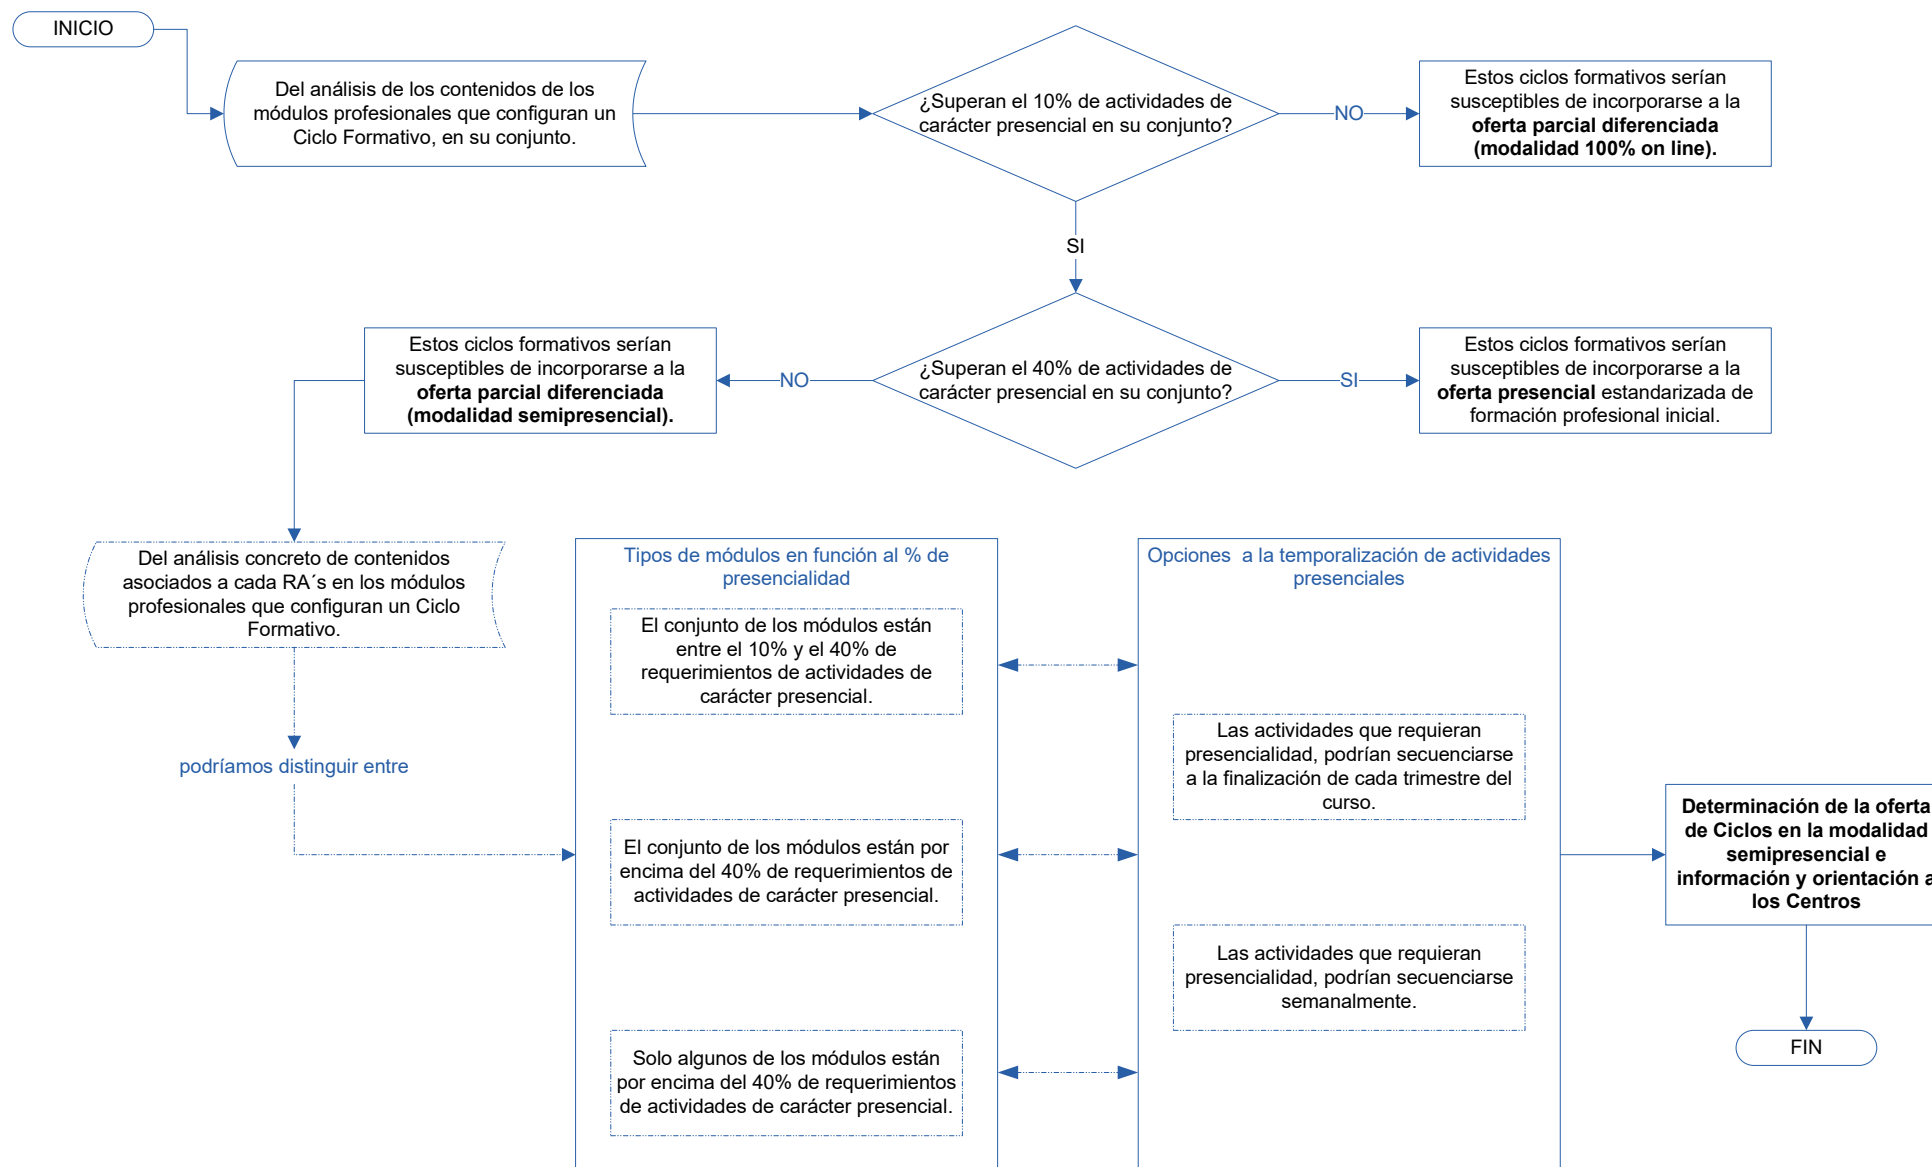 INICIO
Del análisis de los contenidos de los
módulos profesionales que configuran un
Ciclo Formativo, en su conjunto.
¿Superan el 10% de actividades de
carácter presencial en su conjunto?
NO
Estos ciclos formativos serían
susceptibles de incorporarse a la
oferta parcial diferenciada
(modalidad 100% on line).
SI
Estos ciclos formativos serían
susceptibles de incorporarse a la
oferta parcial diferenciada
(modalidad semipresencial).
NO
¿Superan el 40% de actividades de
carácter presencial en su conjunto?
SI
Estos ciclos formativos serían
susceptibles de incorporarse a la
oferta presencial estandarizada de
formación profesional inicial.
Del análisis concreto de contenidos
asociados a cada RA´s en los módulos
profesionales que configuran un Ciclo
Formativo.
podríamos distinguir entre
Tipos de módulos en función al % de
presencialidad
El conjunto de los módulos están
entre el 10% y el 40% de
requerimientos de actividades de
carácter presencial.
El conjunto de los módulos están por
encima del 40% de requerimientos de
actividades de carácter presencial.
Solo algunos de los módulos están
por encima del 40% de requerimientos
de actividades de carácter presencial.
Opciones a la temporalización de actividades
presenciales
Las actividades que requieran
presencialidad, podrían secuenciarse
a la finalización de cada trimestre del
curso.
Las actividades que requieran
presencialidad, podrían secuenciarse
semanalmente.
Determinación de la oferta
de Ciclos en la modalidad
semipresencial e
información y orientación a
los Centros
FIN